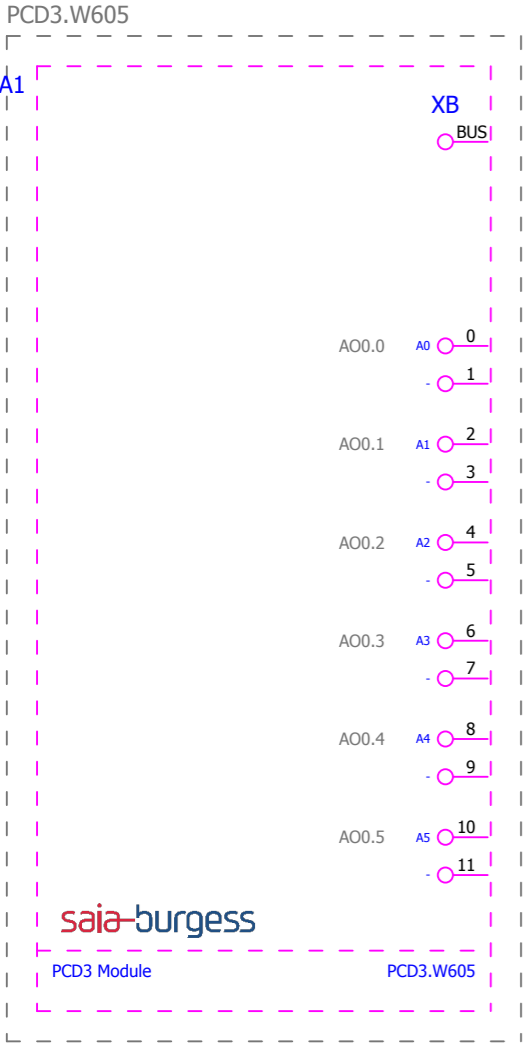 PCD3.W605
A1
XB
BUS
AO0.0 A0 0
- 1
AO0.1 A1 2
- 3
AO0.2 A2 4
- 5
AO0.3 A3 6
- 7
AO0.4 A4 8
- 9
AO0.5 A5 10
- 11
saia-burgess
PCD3 Module PCD3.W605